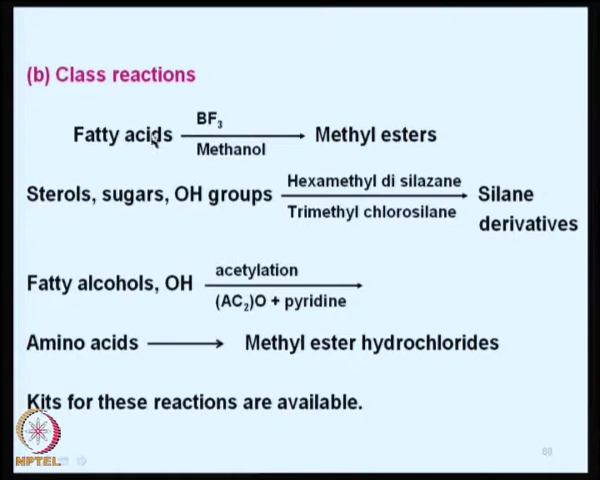 (b) Class reactions
BF3
Fatty acids Methyl esters
Methanol
Hexamethyl di silazane
Sterols, sugars, OH groups Silane
Trimethyl chlorosilane derivatives
acetylation
Fatty alcohols, OH
(AC2)O + pyridine
Amino acids Methyl ester hydrochlorides
Kits for these reactions are available.
NPTEL